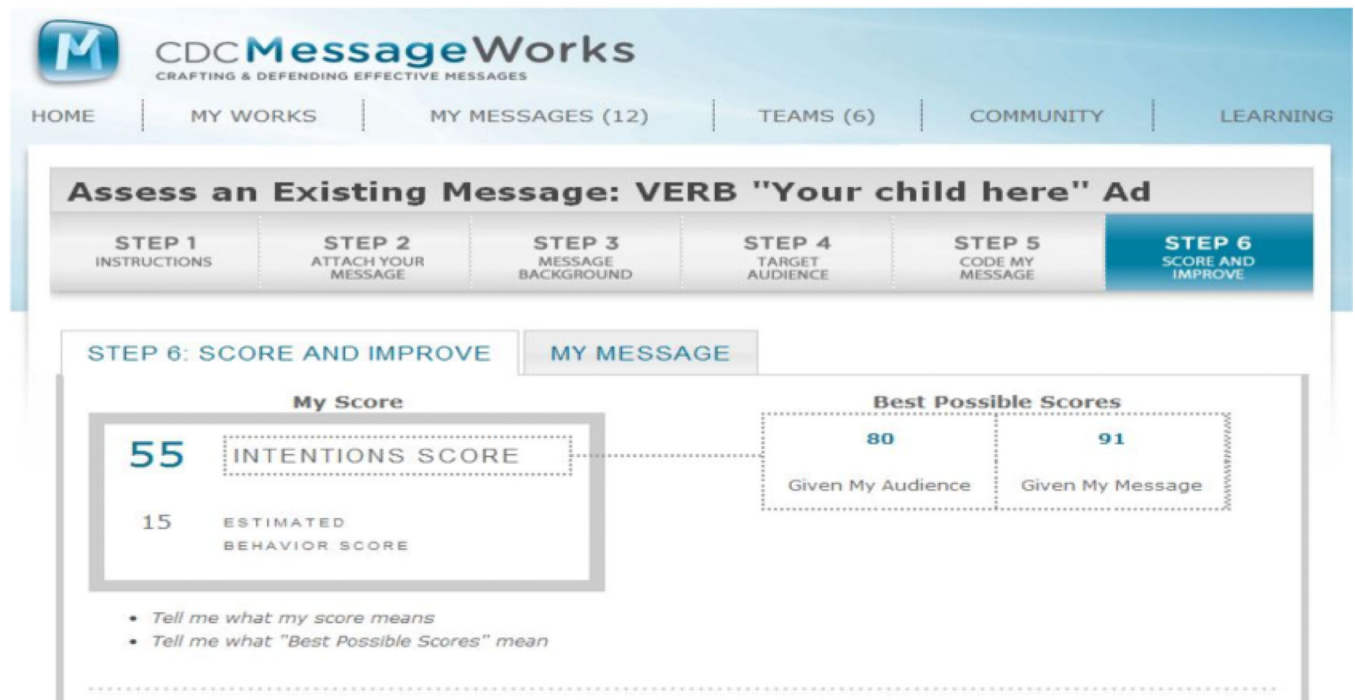 M
CDCMessageWorks
CRAFTING & DEFENDING EFFECTIVE MESSAGES
HOME MY WORKS MY MESSAGES (12) TEAMS (6) COMMUNITY LEARNING
Assess an Existing Message: VERB "Your child here" Ad
STEP 1
INSTRUCTIONS
STEP 2
ATTACH YOUR
MESSAGE
STEP 3
MESSAGE
BACKGROUND
STEP 4
TARGET
AUDIENCE
STEP 5
CODE MY
MESSAGE
STEP 6
SCORE AND
IMPROVE
STEP 6: SCORE AND IMPROVE MY MESSAGE
My Score
55 INTENTIONS SCORE
15 ESTIMATED
BEHAVIOR SCORE
Best Possible Scores
80
Given My Audience
91
Given My Message
• Tell me what my score means
• Tell me what "Best Possible Scores" mean